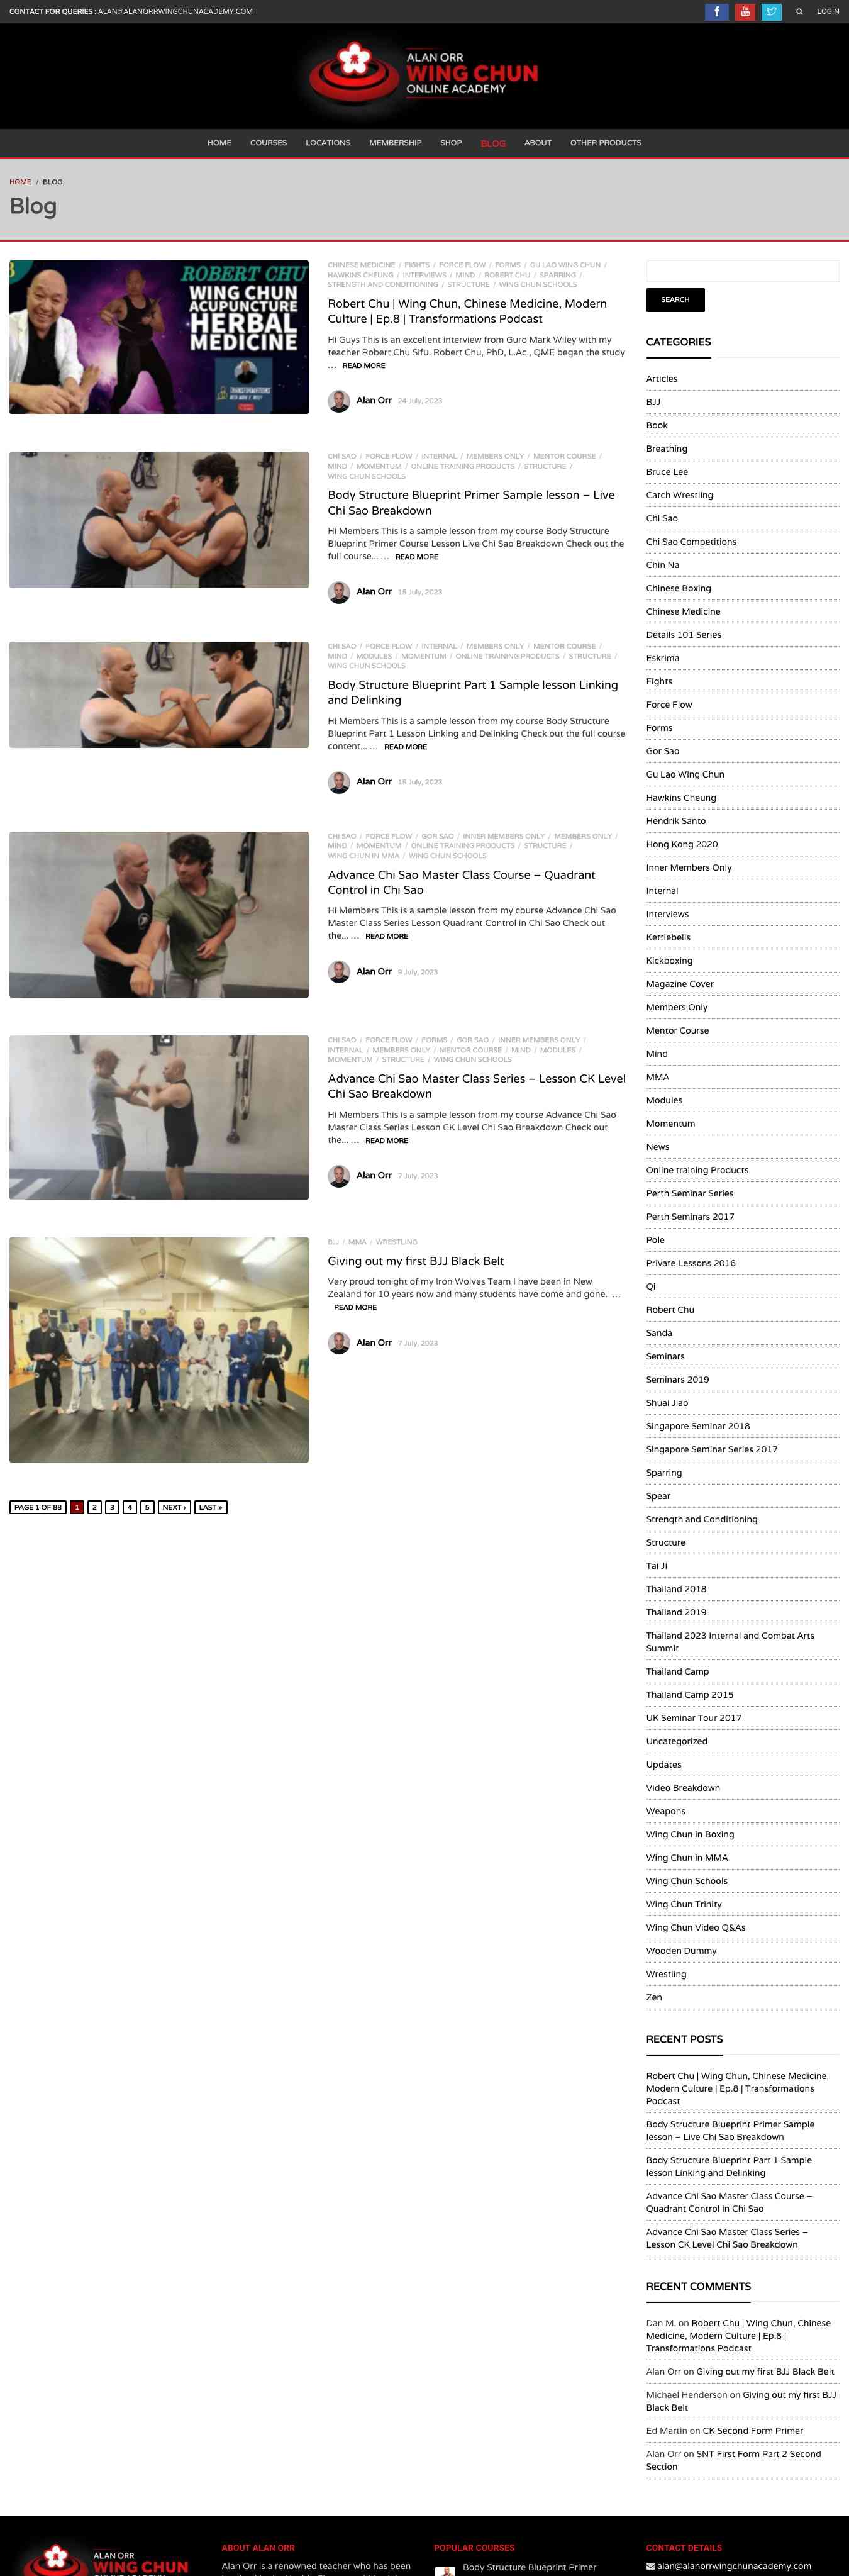 CONTACT FOR QUERIES : ALAN@ALANORRWINGCHUNACADEMY.COM
LOGIN
ALAN ORR
WING CHUN
ONLINE ACADEMY
HOME COURSES LOCATIONS MEMBERSHIP SHOP BLOG ABOUT OTHER PRODUCTS
HOME / BLOG
Blog
ROBERT CHU
WING CHUN
ACUPUNCTURE
HERBAL
MEDICINE
TRANSFORMATIONS
CHINESE MEDICINE / FIGHTS / FORCE FLOW / FORMS / GU LAO WING CHUN /
HAWKINS CHEUNG / INTERVIEWS / MIND / ROBERT CHU / SPARRING /
STRENGTH AND CONDITIONING / STRUCTURE / WING CHUN SCHOOLS
Robert Chu | Wing Chun, Chinese Medicine, Modern
Culture | Ep.8 | Transformations Podcast
Hi Guys This is an excellent interview from Guro Mark Wiley with my
teacher Robert Chu Sifu. Robert Chu, PhD, L.Ac., QME began the study
… READ MORE
Alan Orr 24 July, 2023
CHI SAO / FORCE FLOW / INTERNAL / MEMBERS ONLY / MENTOR COURSE /
MIND / MOMENTUM / ONLINE TRAINING PRODUCTS / STRUCTURE /
WING CHUN SCHOOLS
Body Structure Blueprint Primer Sample lesson – Live
Chi Sao Breakdown
Hi Members This is a sample lesson from my course Body Structure
Blueprint Primer Course Lesson Live Chi Sao Breakdown Check out the
full course... … READ MORE
Alan Orr 15 July, 2023
CHI SAO / FORCE FLOW / INTERNAL / MEMBERS ONLY / MENTOR COURSE /
MIND / MODULES / MOMENTUM / ONLINE TRAINING PRODUCTS / STRUCTURE /
WING CHUN SCHOOLS
Body Structure Blueprint Part 1 Sample lesson Linking
and Delinking
Hi Members This is a sample lesson from my course Body Structure
Blueprint Part 1 Lesson Linking and Delinking Check out the full course
content... … READ MORE
Alan Orr 15 July, 2023
CHI SAO / FORCE FLOW / GOR SAO / INNER MEMBERS ONLY / MEMBERS ONLY /
MIND / MOMENTUM / ONLINE TRAINING PRODUCTS / STRUCTURE /
WING CHUN IN MMA / WING CHUN SCHOOLS
Advance Chi Sao Master Class Course – Quadrant
Control in Chi Sao
Hi Members This is a sample lesson from my course Advance Chi Sao
Master Class Series Lesson Quadrant Control in Chi Sao Check out
the... … READ MORE
Alan Orr 9 July, 2023
CHI SAO / FORCE FLOW / FORMS / GOR SAO / INNER MEMBERS ONLY /
INTERNAL / MEMBERS ONLY / MENTOR COURSE / MIND / MODULES /
MOMENTUM / STRUCTURE / WING CHUN SCHOOLS
Advance Chi Sao Master Class Series – Lesson CK Level
Chi Sao Breakdown
Hi Members This is a sample lesson from my course Advance Chi Sao
Master Class Series Lesson CK Level Chi Sao Breakdown Check out
the... … READ MORE
Alan Orr 7 July, 2023
BJJ / MMA / WRESTLING
Giving out my first BJJ Black Belt
Very proud tonight of my Iron Wolves Team I have been in New
Zealand for 10 years now and many students have come and gone. …
READ MORE
Alan Orr 7 July, 2023
PAGE 1 OF 88 1 2 3 4 5 NEXT › LAST »
SEARCH
CATEGORIES
Articles
BJJ
Book
Breathing
Bruce Lee
Catch Wrestling
Chi Sao
Chi Sao Competitions
Chin Na
Chinese Boxing
Chinese Medicine
Details 101 Series
Eskrima
Fights
Force Flow
Forms
Gor Sao
Gu Lao Wing Chun
Hawkins Cheung
Hendrik Santo
Hong Kong 2020
Inner Members Only
Internal
Interviews
Kettlebells
Kickboxing
Magazine Cover
Members Only
Mentor Course
Mind
MMA
Modules
Momentum
News
Online training Products
Perth Seminar Series
Perth Seminars 2017
Pole
Private Lessons 2016
Qi
Robert Chu
Sanda
Seminars
Seminars 2019
Shuai Jiao
Singapore Seminar 2018
Singapore Seminar Series 2017
Sparring
Spear
Strength and Conditioning
Structure
Tai Ji
Thailand 2018
Thailand 2019
Thailand 2023 Internal and Combat Arts
Summit
Thailand Camp
Thailand Camp 2015
UK Seminar Tour 2017
Uncategorized
Updates
Video Breakdown
Weapons
Wing Chun in Boxing
Wing Chun in MMA
Wing Chun Schools
Wing Chun Trinity
Wing Chun Video Q&As
Wooden Dummy
Wrestling
Zen
RECENT POSTS
Robert Chu | Wing Chun, Chinese Medicine,
Modern Culture | Ep.8 | Transformations
Podcast
Body Structure Blueprint Primer Sample
lesson – Live Chi Sao Breakdown
Body Structure Blueprint Part 1 Sample
lesson Linking and Delinking
Advance Chi Sao Master Class Course –
Quadrant Control in Chi Sao
Advance Chi Sao Master Class Series –
Lesson CK Level Chi Sao Breakdown
RECENT COMMENTS
Dan M. on Robert Chu | Wing Chun, Chinese
Medicine, Modern Culture | Ep.8 |
Transformations Podcast
Alan Orr on Giving out my first BJJ Black Belt
Michael Henderson on Giving out my first BJJ
Black Belt
Ed Martin on CK Second Form Primer
Alan Orr on SNT First Form Part 2 Second
Section
ALAN ORR
WING CHUN
ABOUT ALAN ORR
Alan Orr is a renowned teacher who has been
POPULAR COURSES
Body Structure Blueprint Primer
CONTACT DETAILS
alan@alanorrwingchunacademy.com